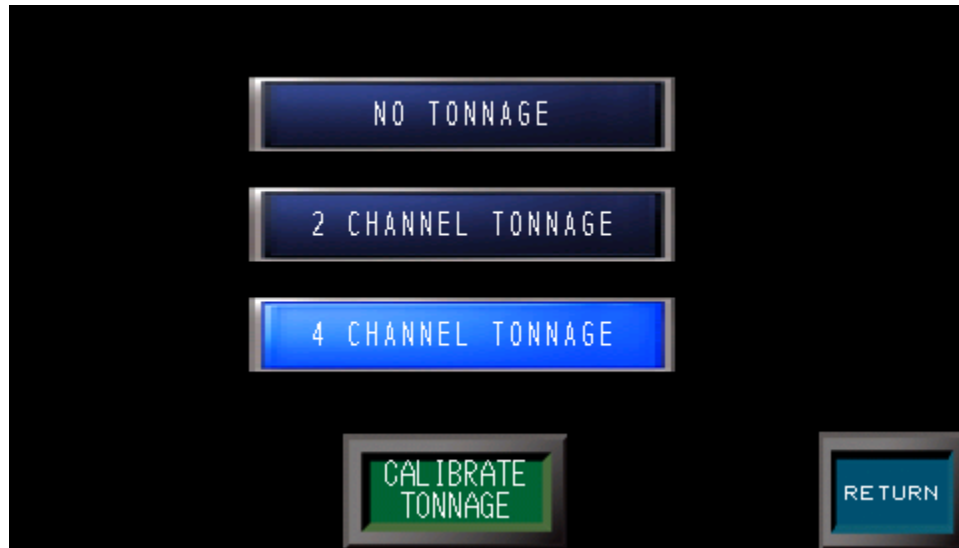 NO TONNAGE
2 CHANNEL TONNAGE
4 CHANNEL TONNAGE
CALIBRATE
TONNAGE
RETURN